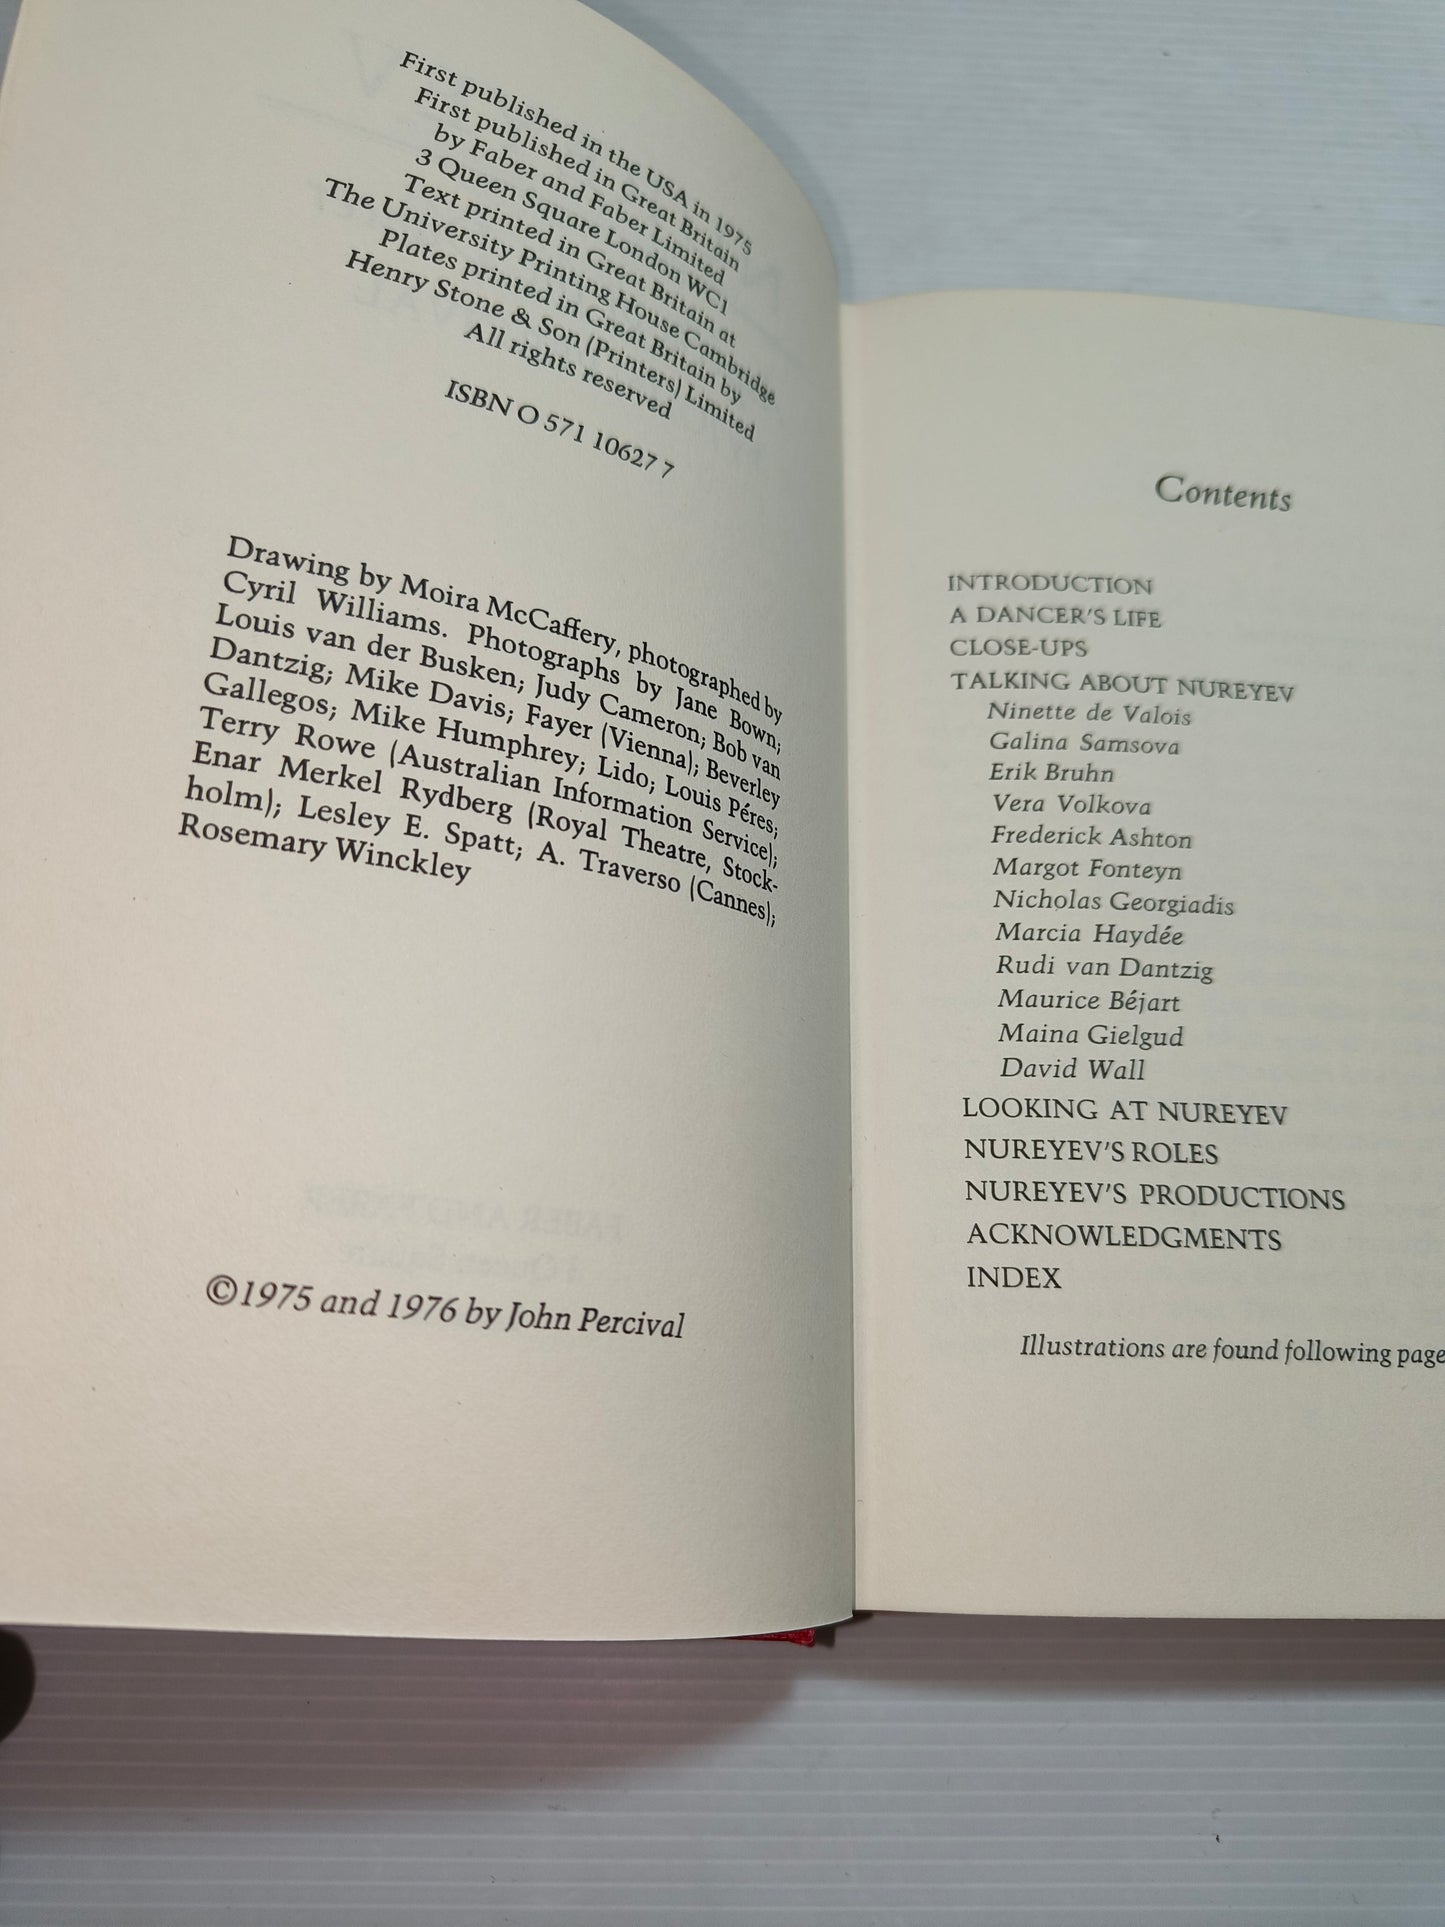 First published in the USA in 1975
First published in Great Britain
by Faber and Faber Limited
3 Queen Square London WC1
Text printed in Great Britain at
The University Printing House Cambridge
Plates printed in Great Britain by
Henry Stone & Son (Printers) Limited
All rights reserved
ISBN O 571 10627 7
Drawing by Moira McCaffery, photographed by
Cyril Williams. Photographs by Jane Bown;
Louis van der Busken; Judy Cameron; Bob van
Dantzig; Mike Davis; Fayer (Vienna); Beverley
Gallegos; Mike Humphrey; Lido; Louis Péres;
Terry Rowe (Australian Information Service);
Enar Merkel Rydberg (Royal Theatre, Stock-
holm); Lesley E. Spatt; A. Traverso (Cannes);
Rosemary Winckley
©1975 and 1976 by John Percival
Contents
INTRODUCTION
A DANCER'S LIFE
CLOSE-UPS
TALKING ABOUT NUREYEV
Ninette de Valois
Galina Samsova
Erik Bruhn
Vera Volkova
Frederick Ashton
Margot Fonteyn
Nicholas Georgiadis
Marcia Haydée
Rudi van Dantzig
Maurice Béjart
Maina Gielgud
David Wall
LOOKING AT NUREYEV
NUREYEV'S ROLES
NUREYEV'S PRODUCTIONS
ACKNOWLEDGMENTS
INDEX
Illustrations are found following page